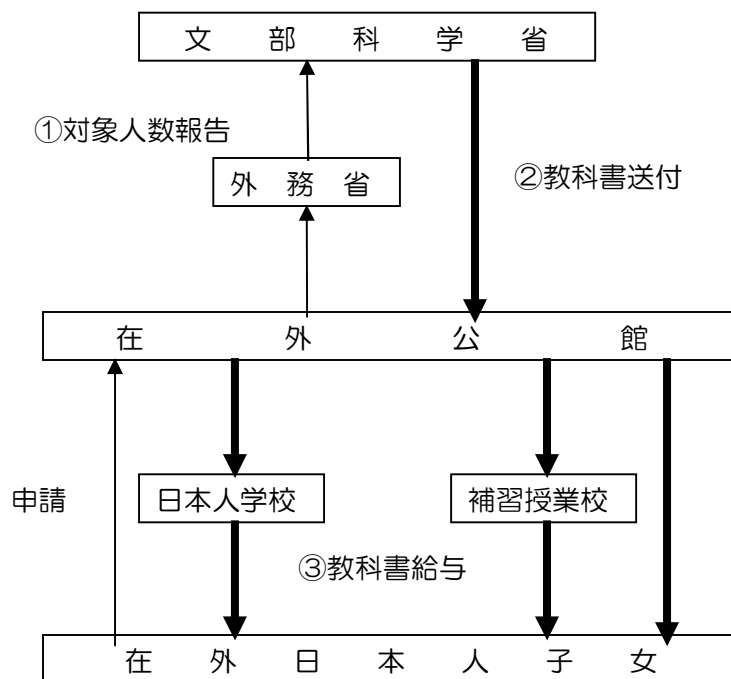 文部科学省
①対象人数報告
外務省
②教科書送付
在外公館
申請
日本人学校
補習授業校
③教科書給与
在外日本人子女